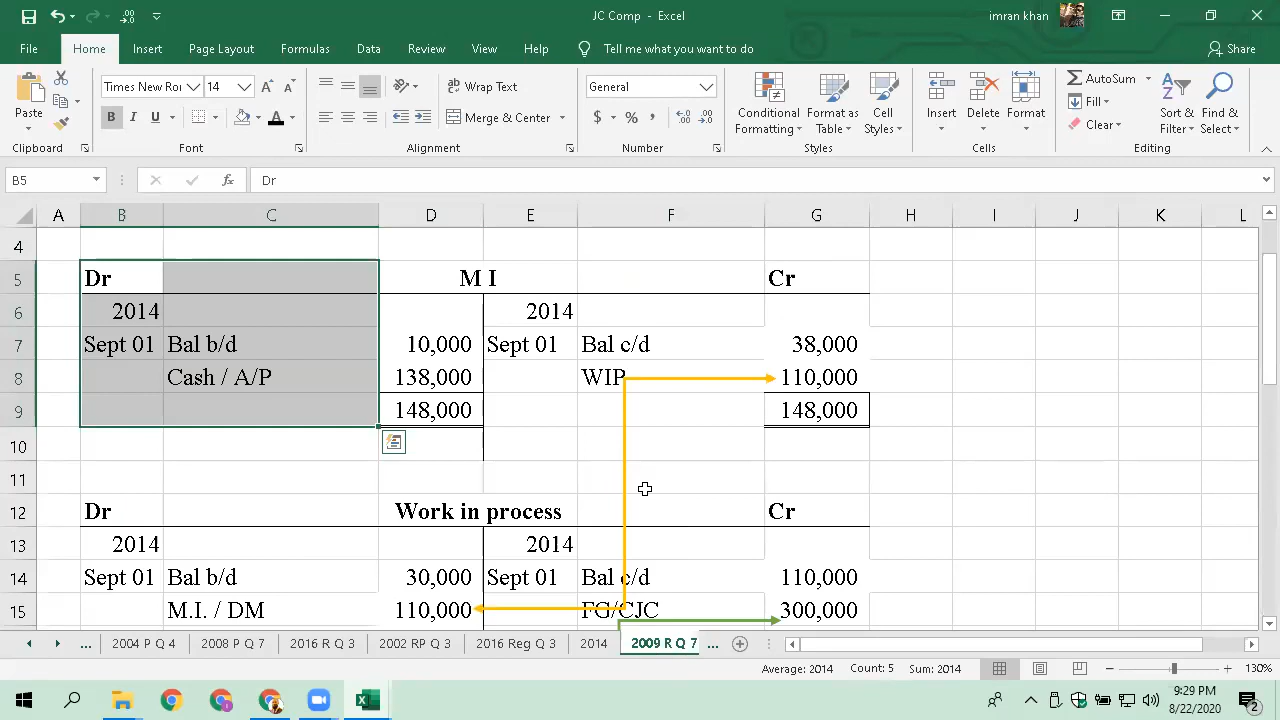 JC Comp - Excel
imran khan
File Home Insert Page Layout Formulas Data Review View Help Tell me what you want to do Share
Paste
Clipboard
Times New Roı 14
B I U
Font
Wrap Text
Merge & Center
Alignment
General
$ % ,
Number
Conditional Formatting
Format as Table
Cell Styles
Styles
Insert Delete Format
Cells
AutoSum
Fill
Clear
Sort & Filter
Find & Select
Editing
B5 fx Dr
A B C D E F G H I J K L
4
5 Dr M I Cr
6 2014 2014
7 Sept 01 Bal b/d 10,000 Sept 01 Bal c/d 38,000
8 Cash / A/P 138,000 WIP 110,000
9 148,000 148,000
10
11
12 Dr Work in process Cr
13 2014 2014
14 Sept 01 Bal b/d 30,000 Sept 01 Bal c/d 110,000
15 M.I. / DM 110,000 FG/CJC 300,000
... 2004 P Q 4 2008 P Q 7 2016 R Q 3 2002 RP Q 3 2016 Reg Q 3 2014 2009 R Q 7 ...
Average: 2014 Count: 5 Sum: 2014 130%
9:29 PM
8/22/2020
2